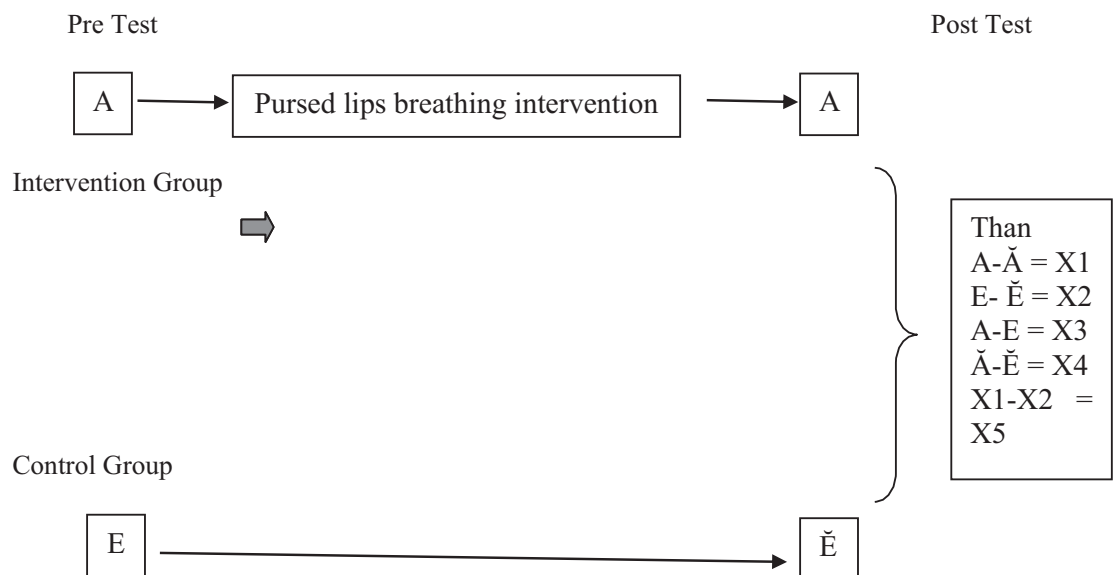 Pre Test
Post Test
A
Pursed lips breathing intervention
A
Intervention Group
Than
A-Ă = X1
E- Ĕ = X2
A-E = X3
Ă-Ĕ = X4
X1-X2 =
X5
Control Group
E
Ĕ